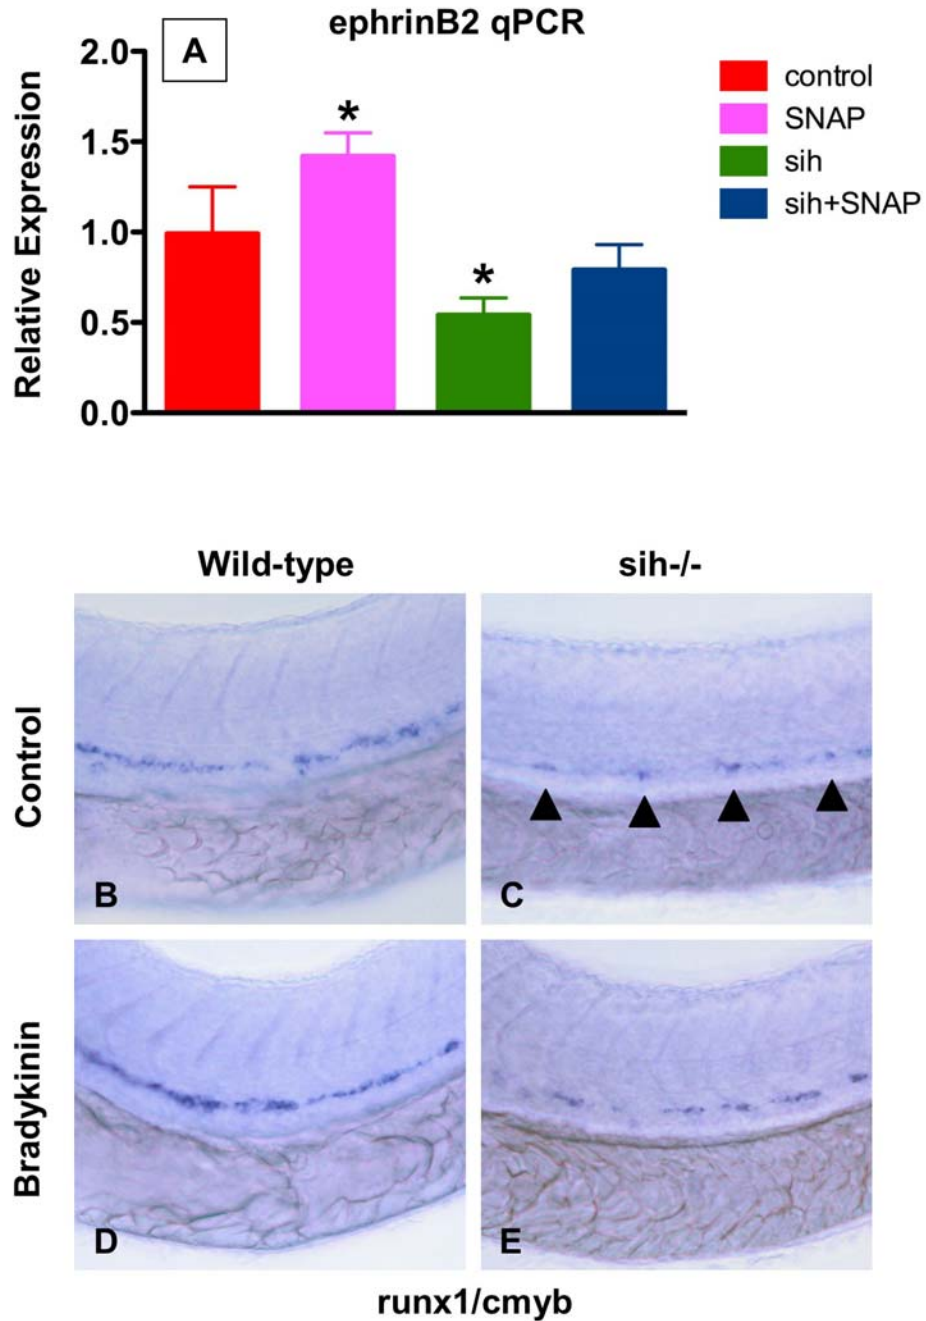 ephrinB2 qPCR
A
Relative Expression
2.0
1.5
1.0
0.5
0.0
*
*
control
SNAP
sih
sih+SNAP
Wild-type
sih-/-
Control
B
C
Bradykinin
D
E
runx1/cmyb